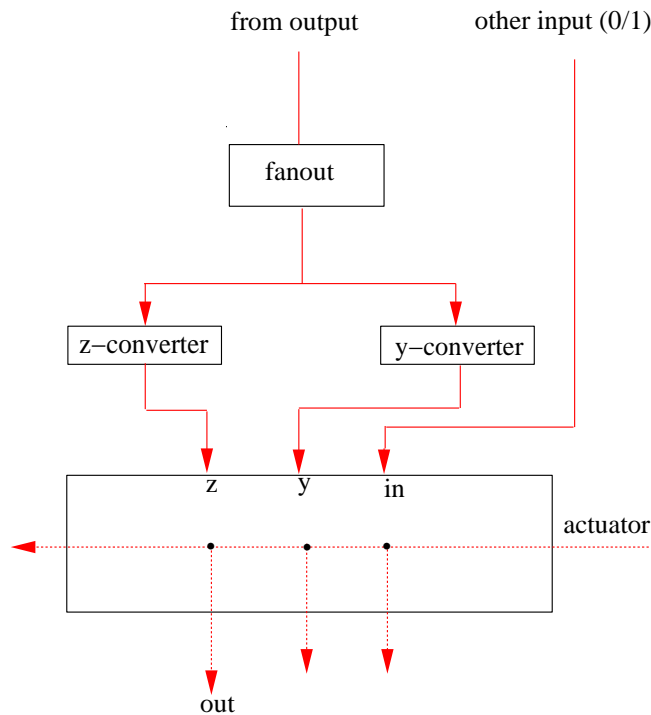 from output
other input (0/1)
fanout
z−converter
y−converter
z
y
in
actuator
out